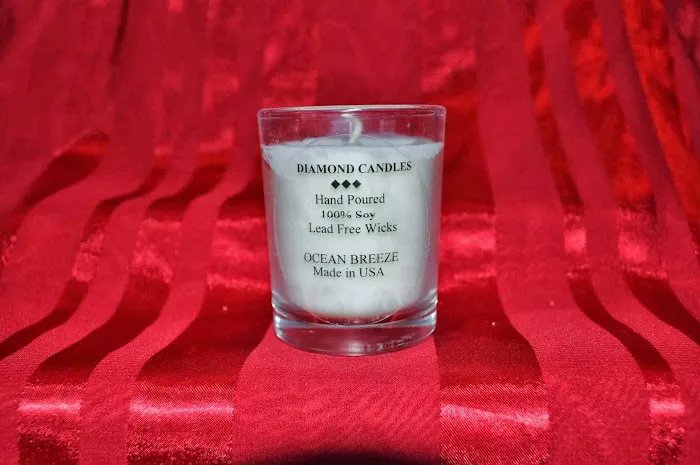 DIAMOND CANDLES
◆◆◆
Hand Poured
100% Soy
Lead Free Wicks
OCEAN BREEZE
Made in USA